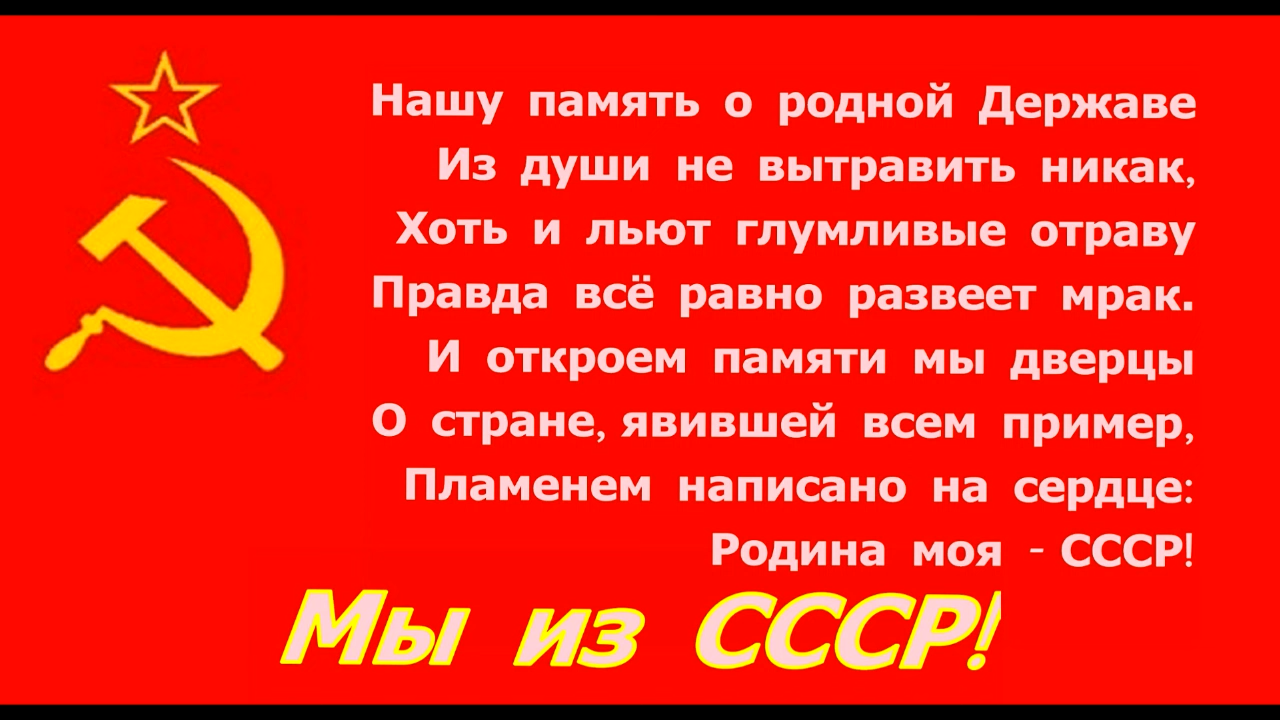 Нашу память о родной Державе
Из души не вытравить никак,
Хоть и льют глумливые отраву
Правда всё равно развеет мрак.
И откроем памяти мы дверцы
О стране, явившей всем пример,
Пламенем написано на сердце:
Родина моя - СССР!
Мы из СССР!